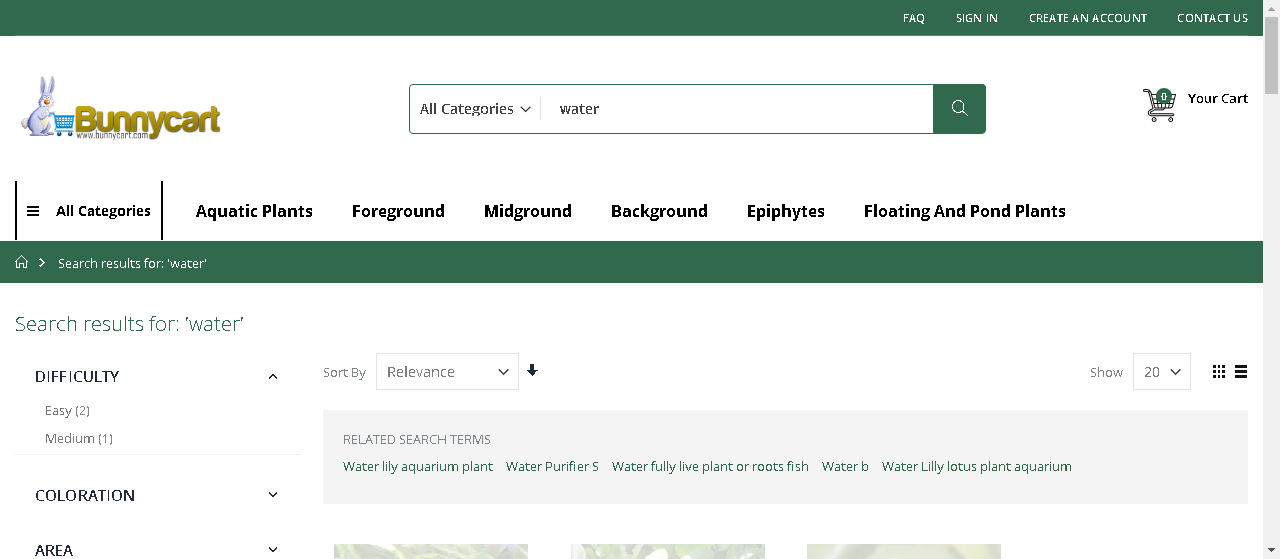 FAQ SIGN IN CREATE AN ACCOUNT CONTACT US
Bunnycart
www.bunnycart.com
All Categories water
0 Your Cart
All Categories Aquatic Plants Foreground Midground Background Epiphytes Floating And Pond Plants
Search results for: 'water'
Search results for: 'water'
DIFFICULTY
Easy (2)
Medium (1)
COLORATION
AREA
Sort By Relevance Show 20
RELATED SEARCH TERMS
Water lily aquarium plant Water Purifier S Water fully live plant or roots fish Water b Water Lilly lotus plant aquarium